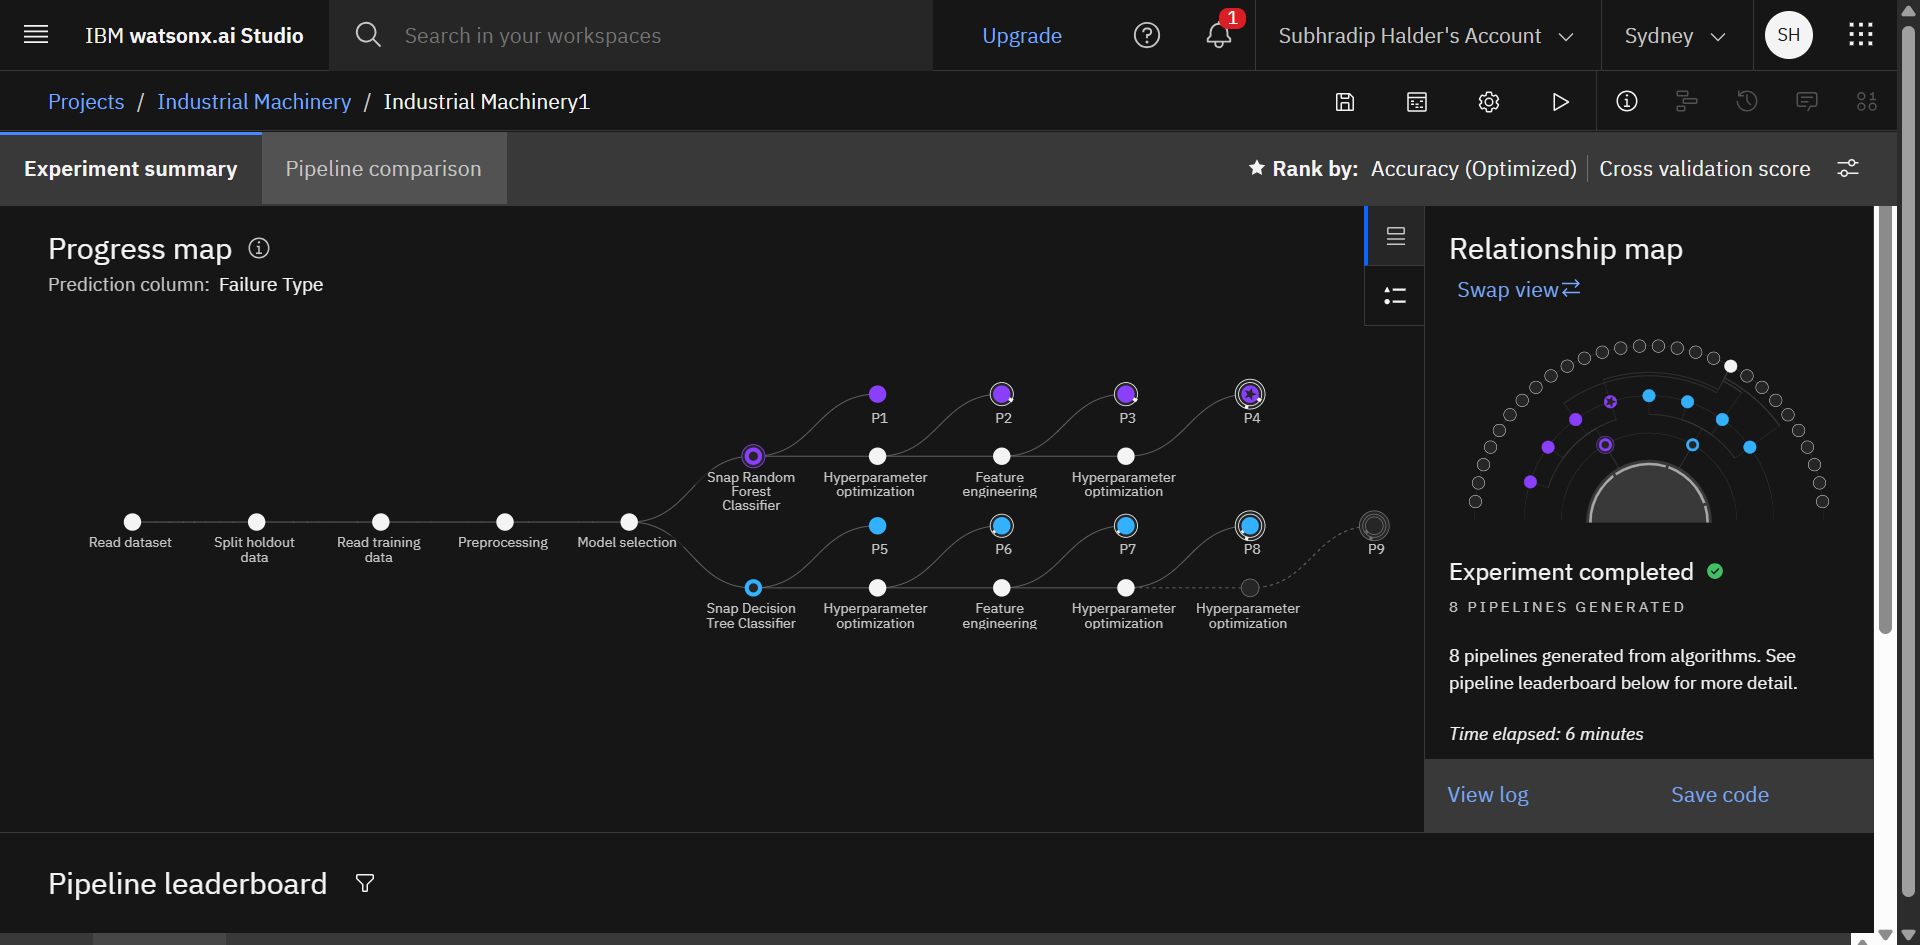 IBM watsonx.ai Studio
Search in your workspaces
Upgrade
1
Subhradip Halder's Account
Sydney
SH
Projects / Industrial Machinery / Industrial Machinery1
Experiment summary
Pipeline comparison
Rank by: Accuracy (Optimized) | Cross validation score
Progress map
Prediction column: Failure Type
P1
P2
P3
P4
Snap Random
Forest
Classifier
Hyperparameter
optimization
Feature
engineering
Hyperparameter
optimization
Read dataset
Split holdout
data
Read training
data
Preprocessing
Model selection
P5
P6
P7
P8
P9
Snap Decision
Tree Classifier
Hyperparameter
optimization
Feature
engineering
Hyperparameter
optimization
Hyperparameter
optimization
Relationship map
Swap view
Experiment completed
8 PIPELINES GENERATED
8 pipelines generated from algorithms. See
pipeline leaderboard below for more detail.
Time elapsed: 6 minutes
View log
Save code
Pipeline leaderboard